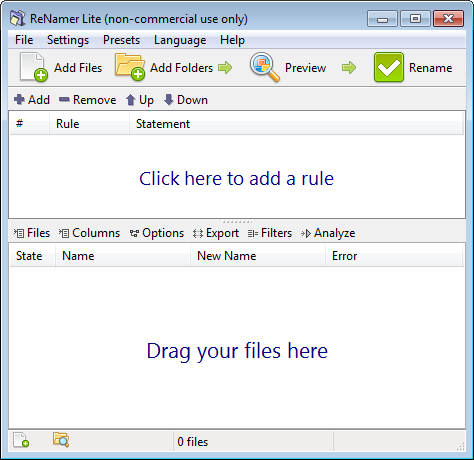 ReNamer Lite (non-commercial use only)
File Settings Presets Language Help
Add Files Add Folders Preview Rename
Add Remove Up Down
# Rule Statement
Click here to add a rule
Files Columns Options Export Filters Analyze
State Name New Name Error
Drag your files here
0 files